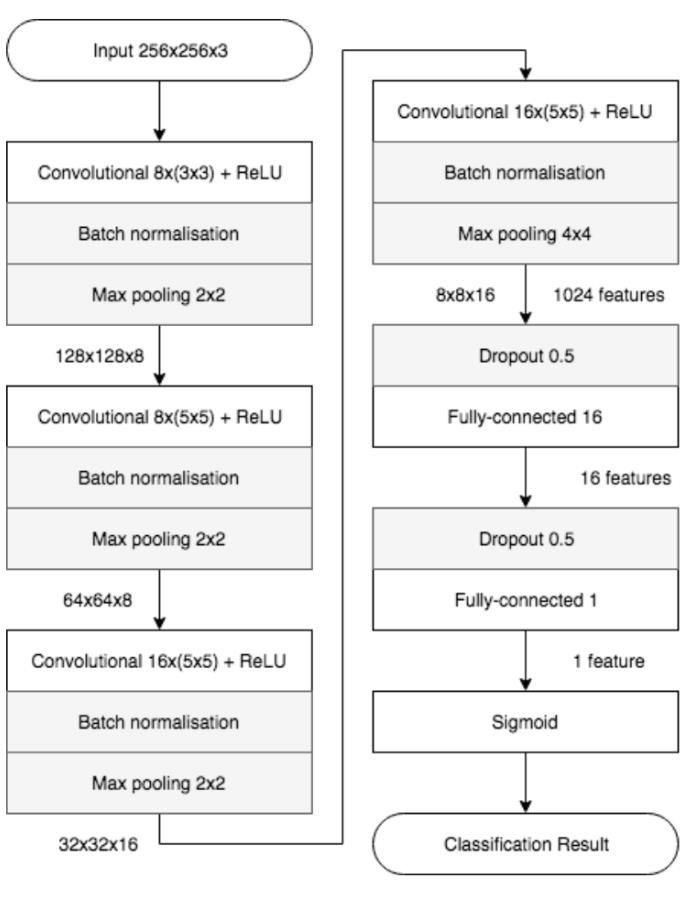 Input 256x256x3
Convolutional 8x(3x3) + ReLU
Batch normalisation
Max pooling 2x2
128x128x8
Convolutional 8x(5x5) + ReLU
Batch normalisation
Max pooling 2x2
64x64x8
Convolutional 16x(5x5) + ReLU
Batch normalisation
Max pooling 2x2
32x32x16
Convolutional 16x(5x5) + ReLU
Batch normalisation
Max pooling 4x4
8x8x16 1024 features
Dropout 0.5
Fully-connected 16
16 features
Dropout 0.5
Fully-connected 1
1 feature
Sigmoid
Classification Result